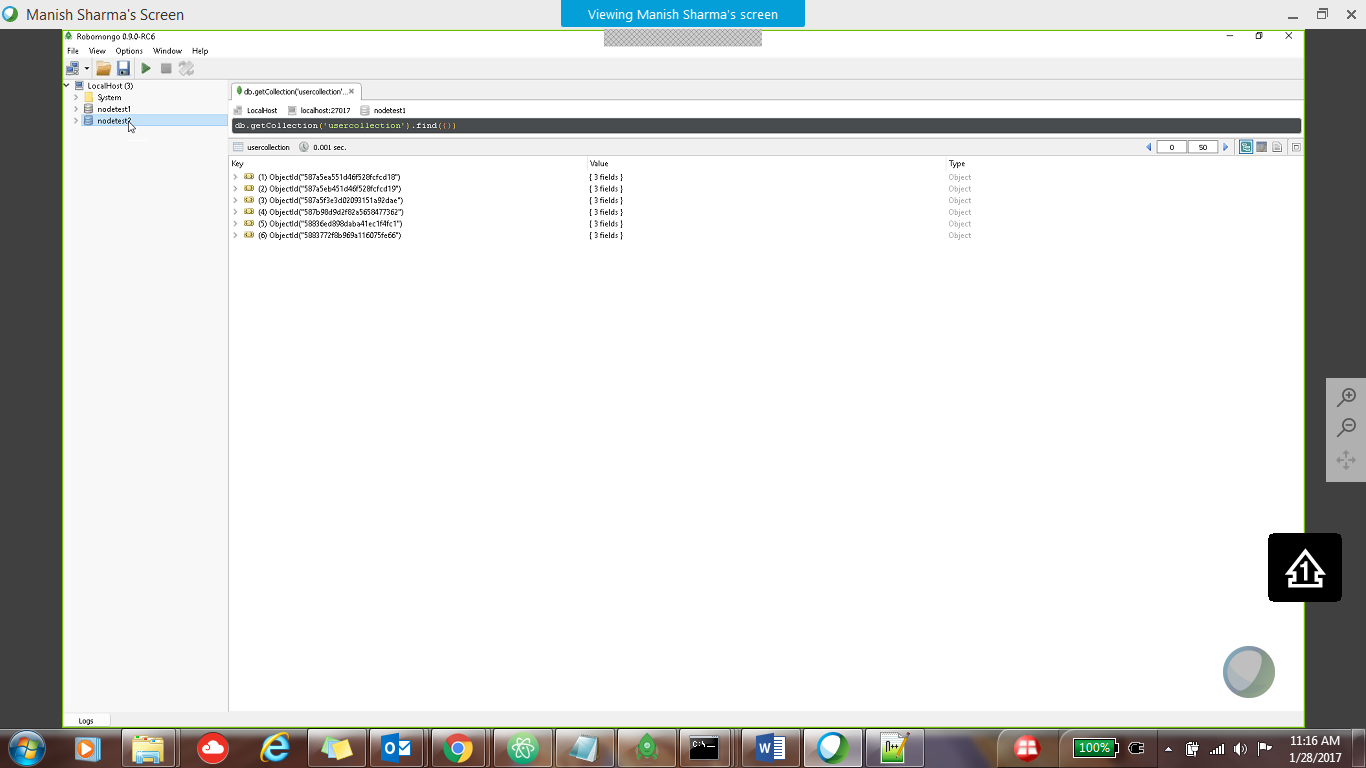 Manish Sharma's Screen
Viewing Manish Sharma's screen
Robomongo 0.9.0-RC6
File View Options Window Help
LocalHost (3)
System
nodetest1
nodetest2
db.getCollection('usercollection'...
LocalHost localhost:27017 nodetest1
db.getCollection('usercollection').find({})
usercollection 0.001 sec.
0 50
Key Value Type
(1) ObjectId("587a5ea551d46f528fcfcd18") { 3 fields } Object
(2) ObjectId("587a5eb451d46f528fcfcd19") { 3 fields } Object
(3) ObjectId("587a5f3e3d02093151a92dae") { 3 fields } Object
(4) ObjectId("587b98d9d2f82a5658477362") { 3 fields } Object
(5) ObjectId("58836ed898daba41ec1f4fc1") { 3 fields } Object
(6) ObjectId("5883772f8b969a116075fe66") { 3 fields } Object
1
Logs
100%
11:16 AM
1/28/2017